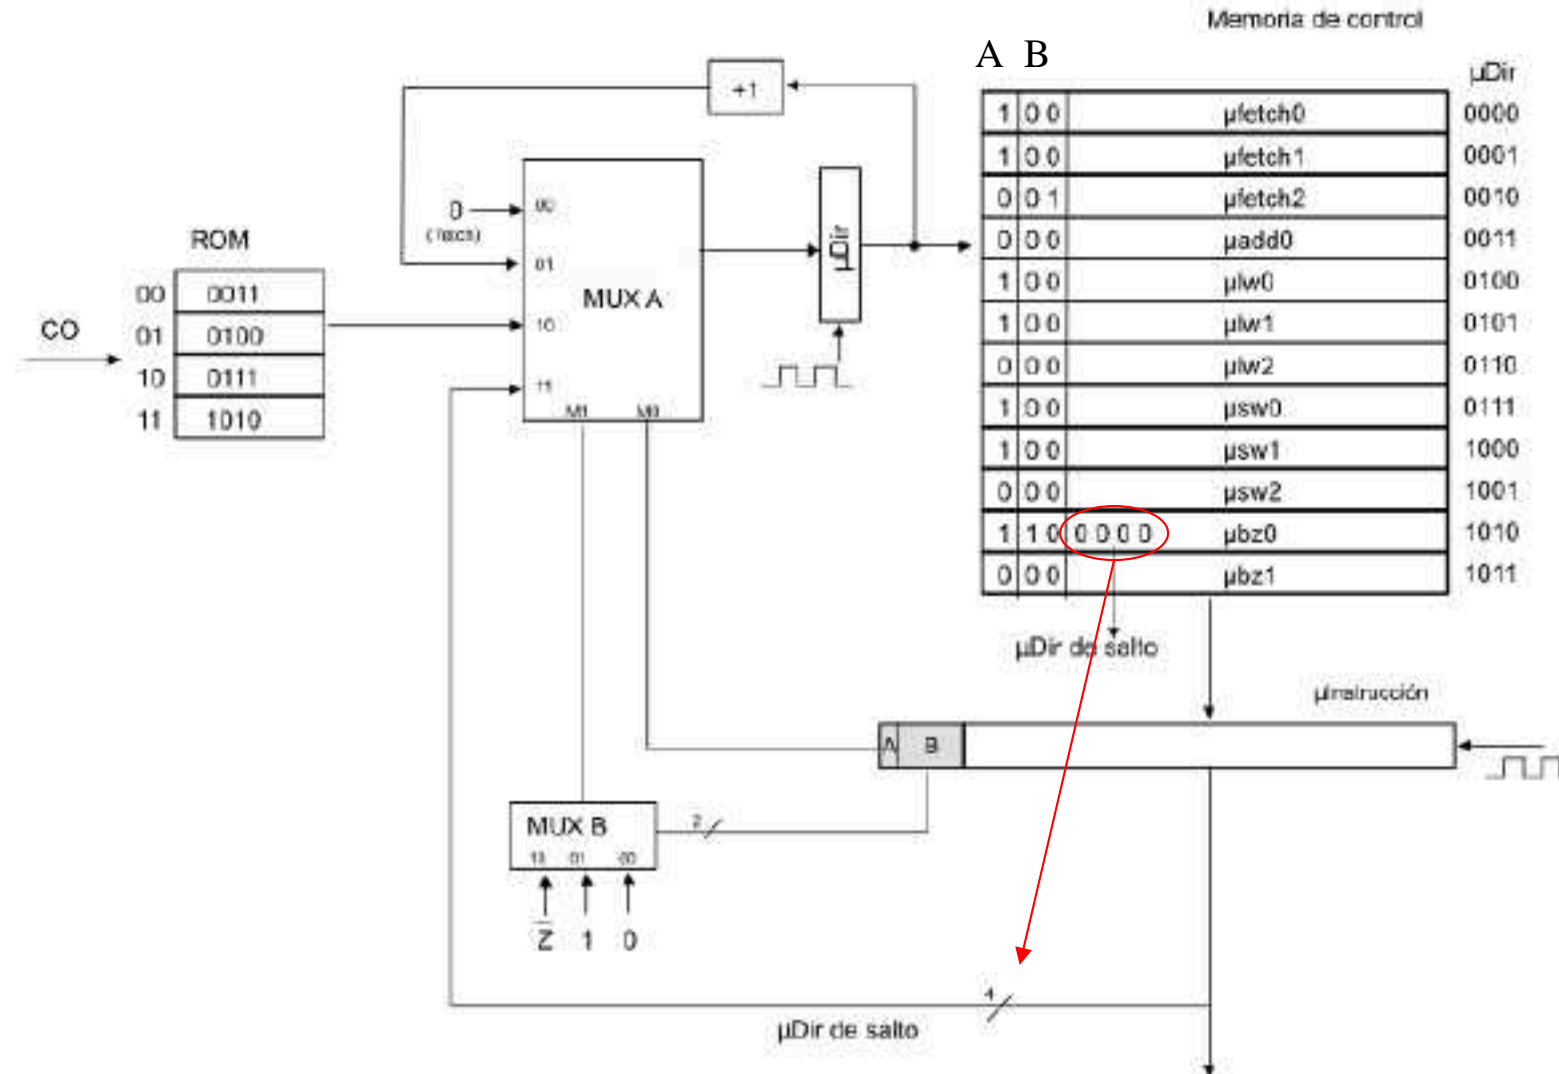 Memoria de control
A B
µDir
+1
1 0 0 µfetch0 0000
1 0 0 µfetch1 0001
0 0 1 µfetch2 0010
0 0 0 µadd0 0011
1 0 0 µlw0 0100
1 0 0 µlw1 0101
0 0 0 µlw2 0110
1 0 0 µsw0 0111
1 0 0 µsw1 1000
0 0 0 µsw2 1001
1 1 0 0 0 0 0 µbz0 1010
0 0 0 µbz1 1011
0
(fetch)
00
01
10
11
MUX A
M1 M0
µDir
ROM
CO
00 0011
01 0100
10 0111
11 1010
µDir de salto
µInstrucción
A B
MUX B
2
10 01 00
Z̅ 1 0
4
µDir de salto